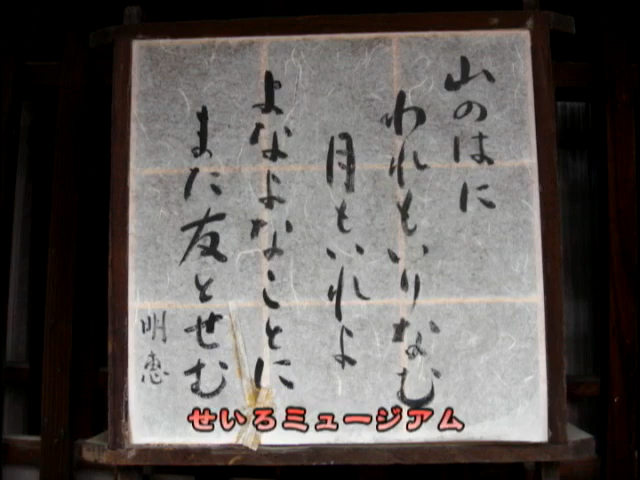 山のはに
われもいりなむ
月もいれよ
よなよなことに
また友とせむ
明恵
せいろミュージアム